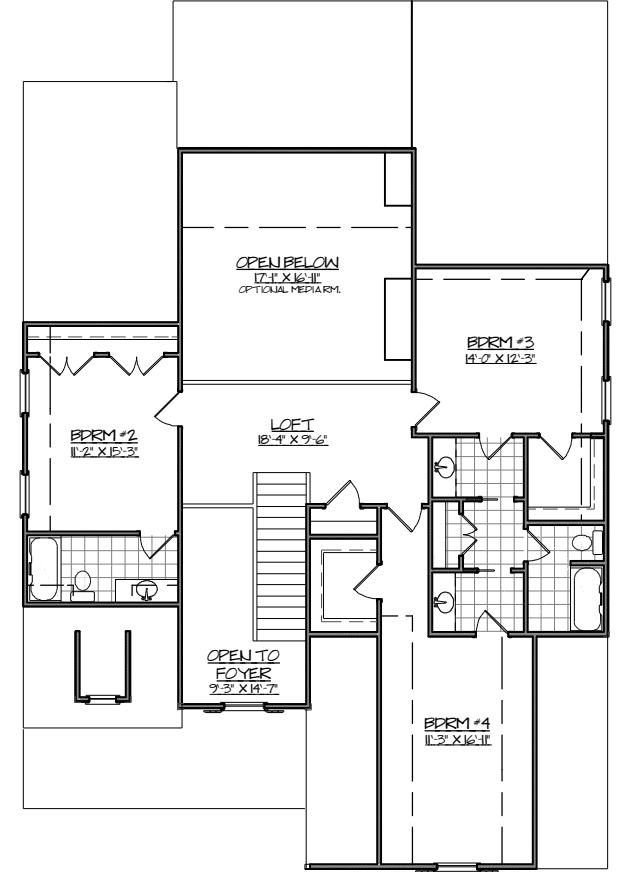 OPEN BELOW
17'-1" X 16'-11"
OPTIONAL MEDIA RM.
BDRM #3
14'-0" X 12'-3"
BDRM #2
11'-2" X 15'-3"
LOFT
18'-4" X 9'-6"
OPEN TO
FOYER
9'-3" X 14'-7"
BDRM #4
11'-3" X 16'-11"